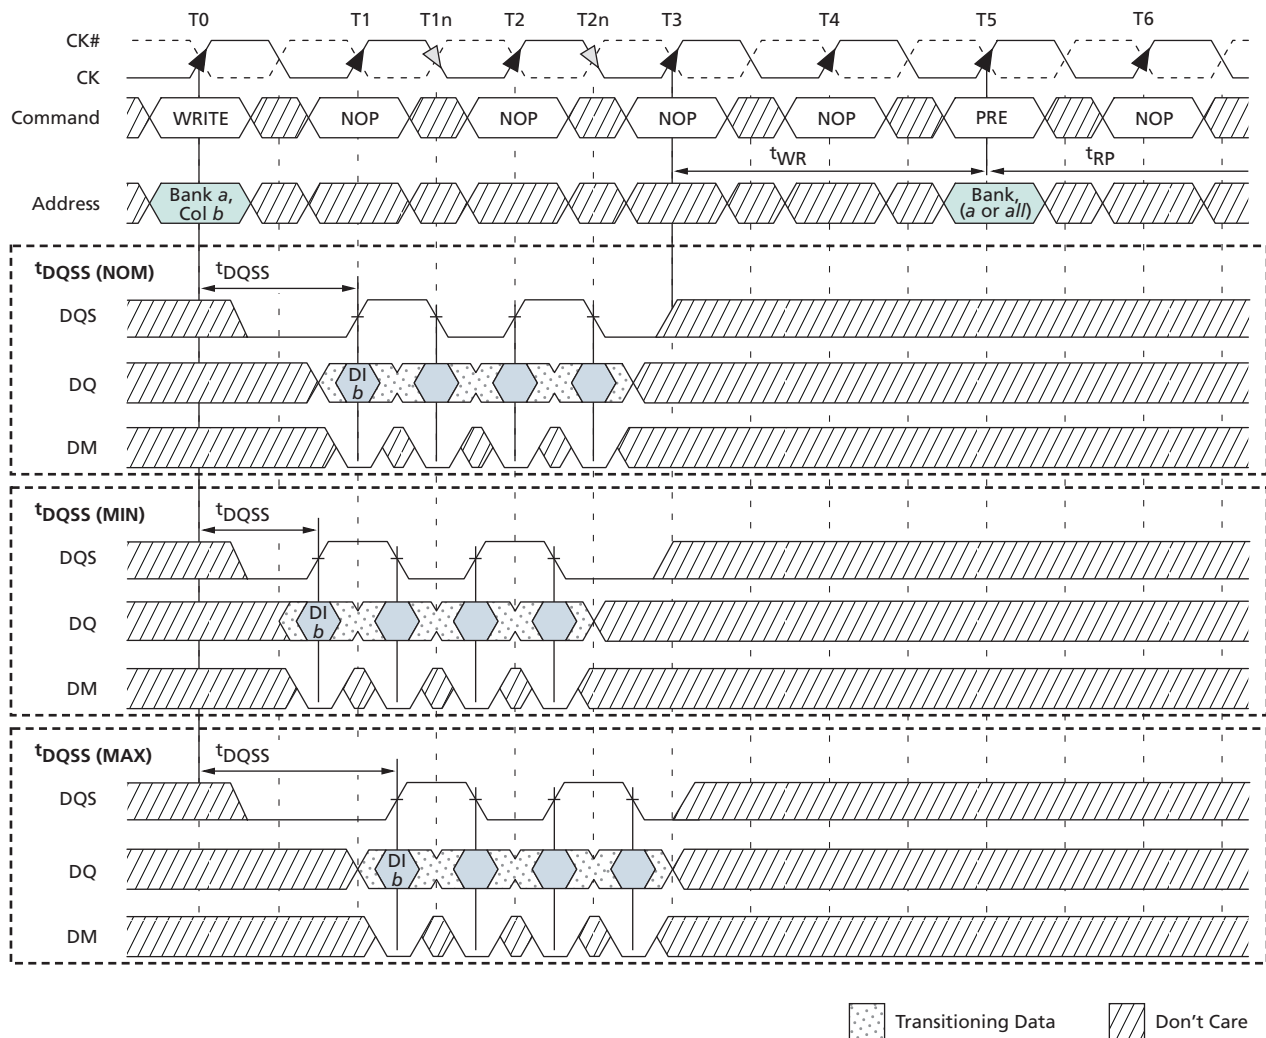 T0 T1 T1n T2 T2n T3 T4 T5 T6
CK#
CK
Command WRITE NOP NOP NOP NOP PRE NOP
tWR tRP
Address Bank a, Col b Bank, (a or all)
tDQSS (NOM) tDQSS
DQS
DQ DI b
DM
tDQSS (MIN) tDQSS
DQS
DQ DI b
DM
tDQSS (MAX) tDQSS
DQS
DQ DI b
DM
Transitioning Data Don't Care